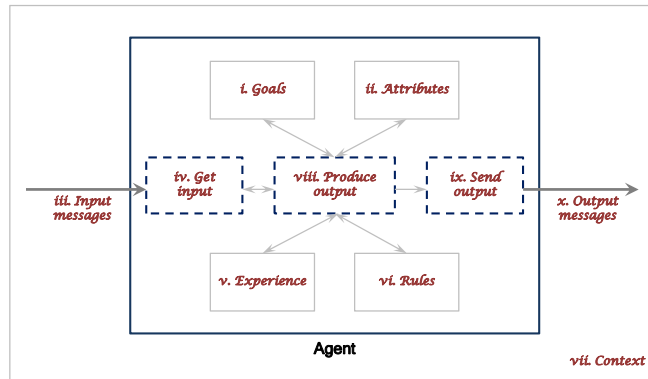 i. Goals
ii. Attributes
iv. Get
input
viii. Produce
output
ix. Send
output
iii. Input
messages
x. Output
messages
v. Experience
vi. Rules
Agent
vii. Context